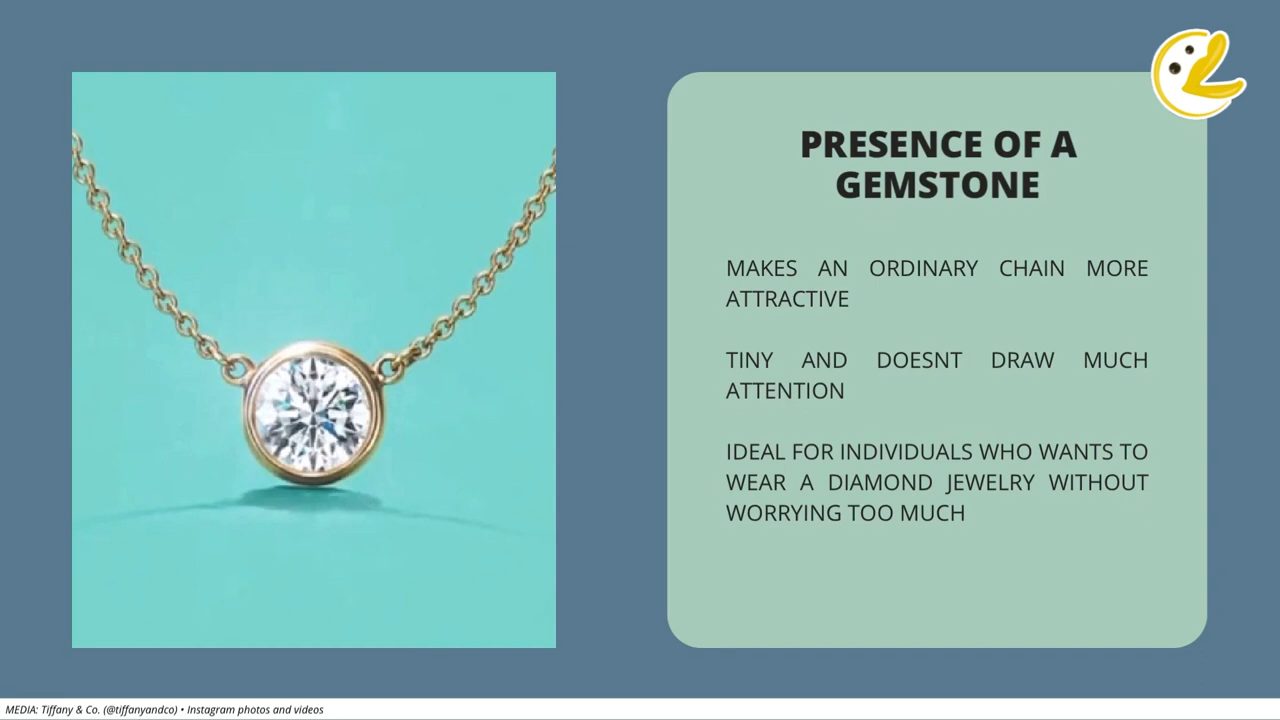 PRESENCE OF A
GEMSTONE
MAKES AN ORDINARY CHAIN MORE
ATTRACTIVE
TINY AND DOESNT DRAW MUCH
ATTENTION
IDEAL FOR INDIVIDUALS WHO WANTS TO
WEAR A DIAMOND JEWELRY WITHOUT
WORRYING TOO MUCH
MEDIA: Tiffany & Co. (@tiffanyandco) • Instagram photos and videos